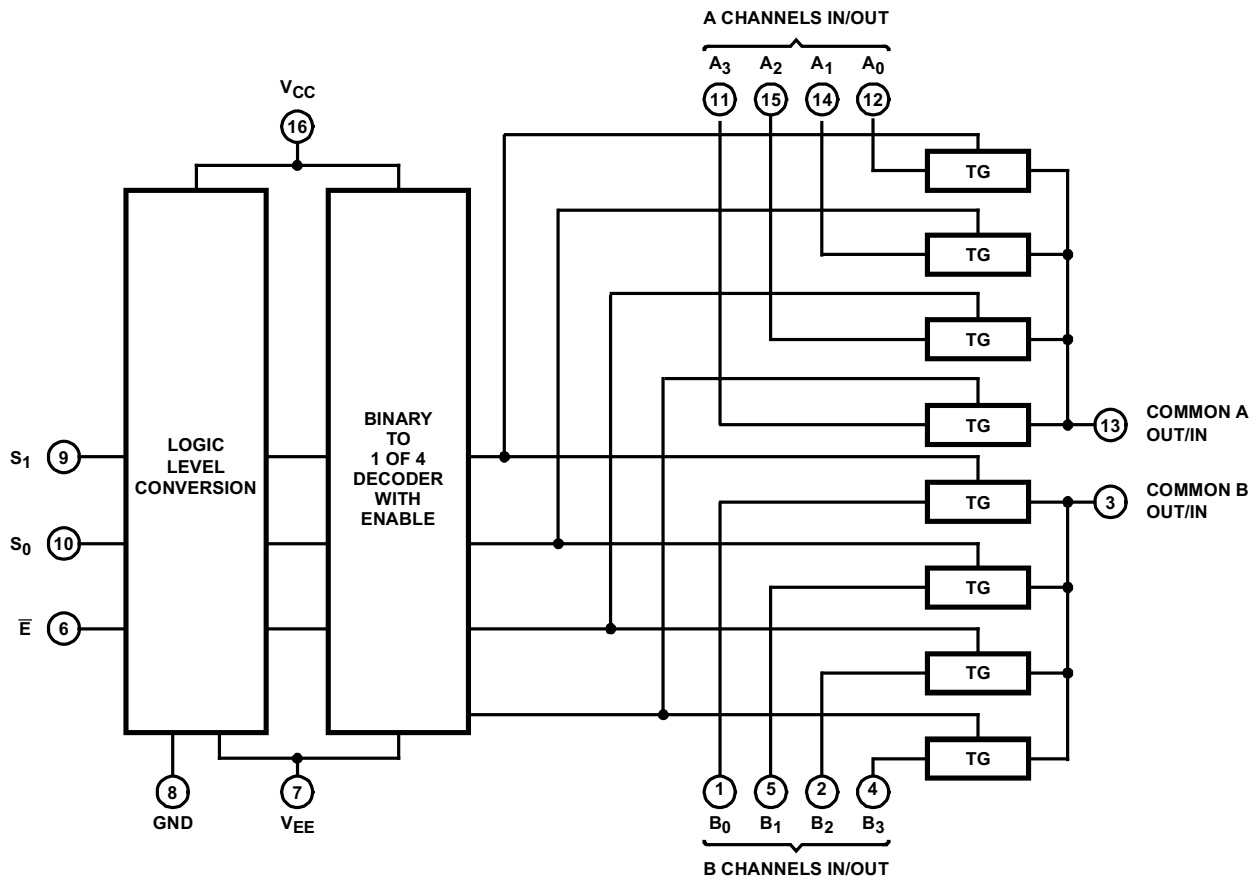 A CHANNELS IN/OUT
A3 A2 A1 A0
11 15 14 12
VCC
16
TG
TG
TG
TG
COMMON A
OUT/IN
13
LOGIC
LEVEL
CONVERSION
BINARY
TO
1 OF 4
DECODER
WITH
ENABLE
S1 9
S0 10
E̅ 6
TG
COMMON B
OUT/IN
3
TG
TG
TG
8
GND
7
VEE
1 5 2 4
B0 B1 B2 B3
B CHANNELS IN/OUT